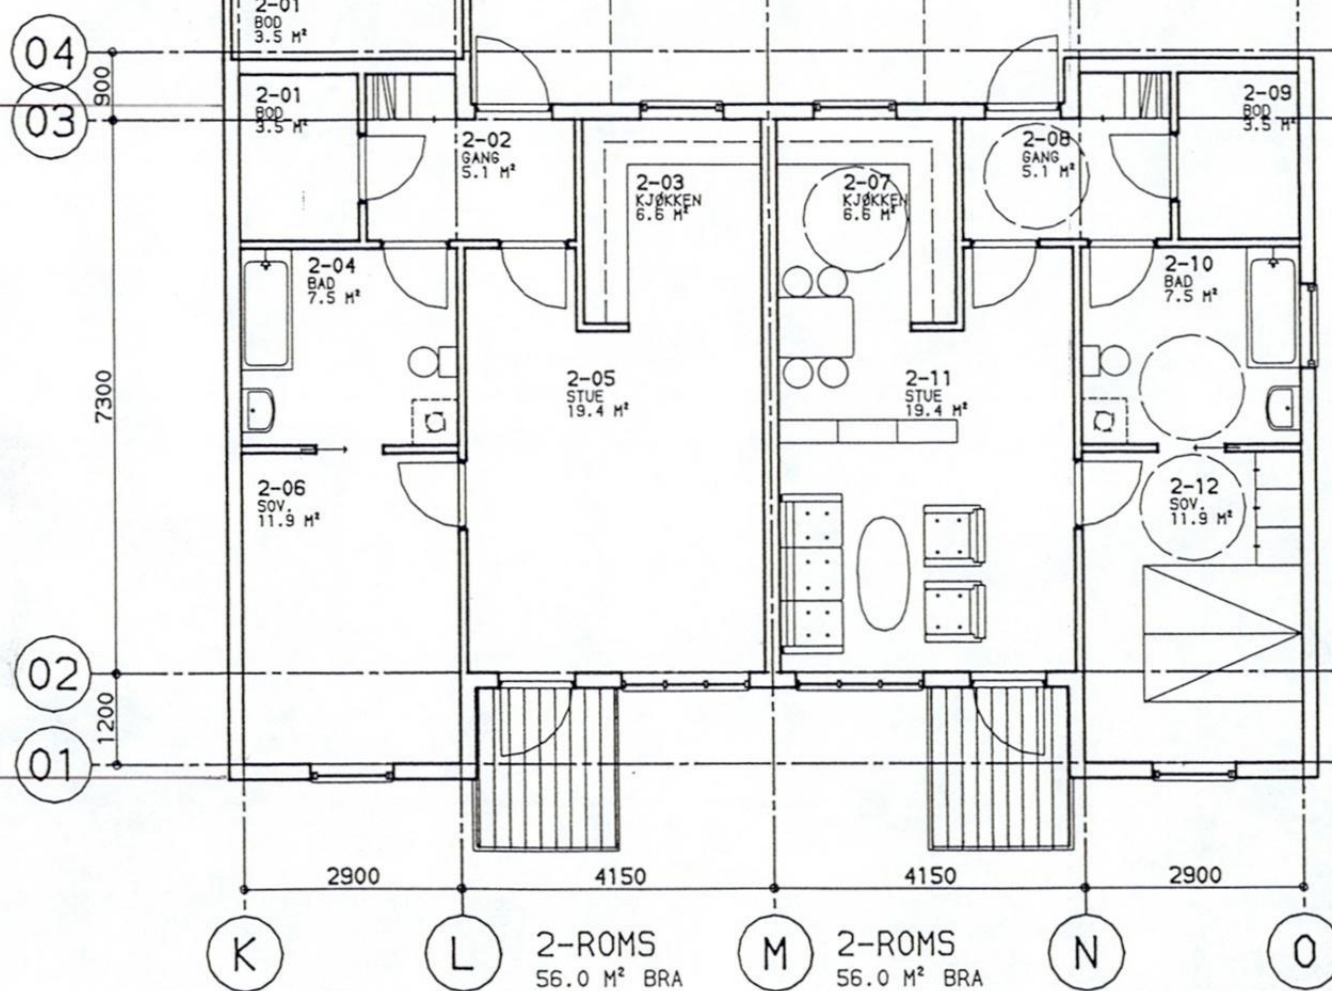 2-01
BOD
3.5 M²
04
900
03
2-01
BOD
3.5 M²
2-02
GANG
5.1 M²
2-03
KJØKKEN
6.6 M²
2-07
KJØKKEN
6.6 M²
2-08
GANG
5.1 M²
2-09
BOD
3.5 M²
2-04
BAD
7.5 M²
2-10
BAD
7.5 M²
7300
2-05
STUE
19.4 M²
2-11
STUE
19.4 M²
2-06
SOV.
11.9 M²
2-12
SOV.
11.9 M²
02
1200
01
2900
4150
4150
2900
K
L
2-ROMS
56.0 M² BRA
M
2-ROMS
56.0 M² BRA
N
O